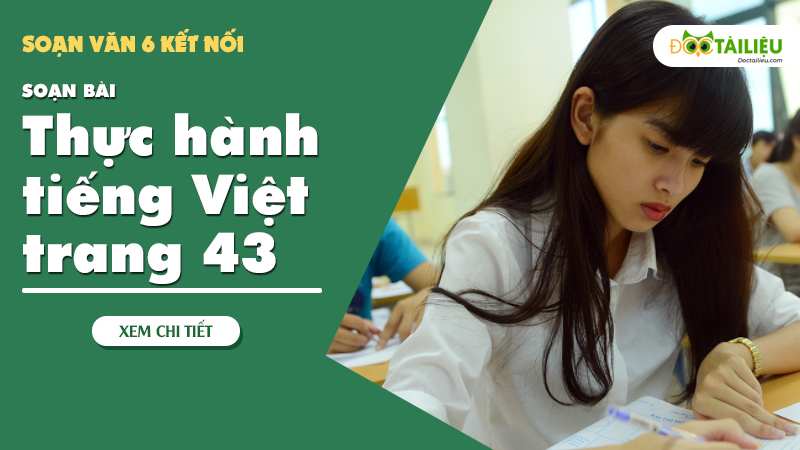 SOẠN VĂN 6 KẾT NỐI
SOẠN BÀI
Thực hành
tiếng Việt
trang 43
XEM CHI TIẾT
ĐỌCTÀILIỆU
Doctailieu.com